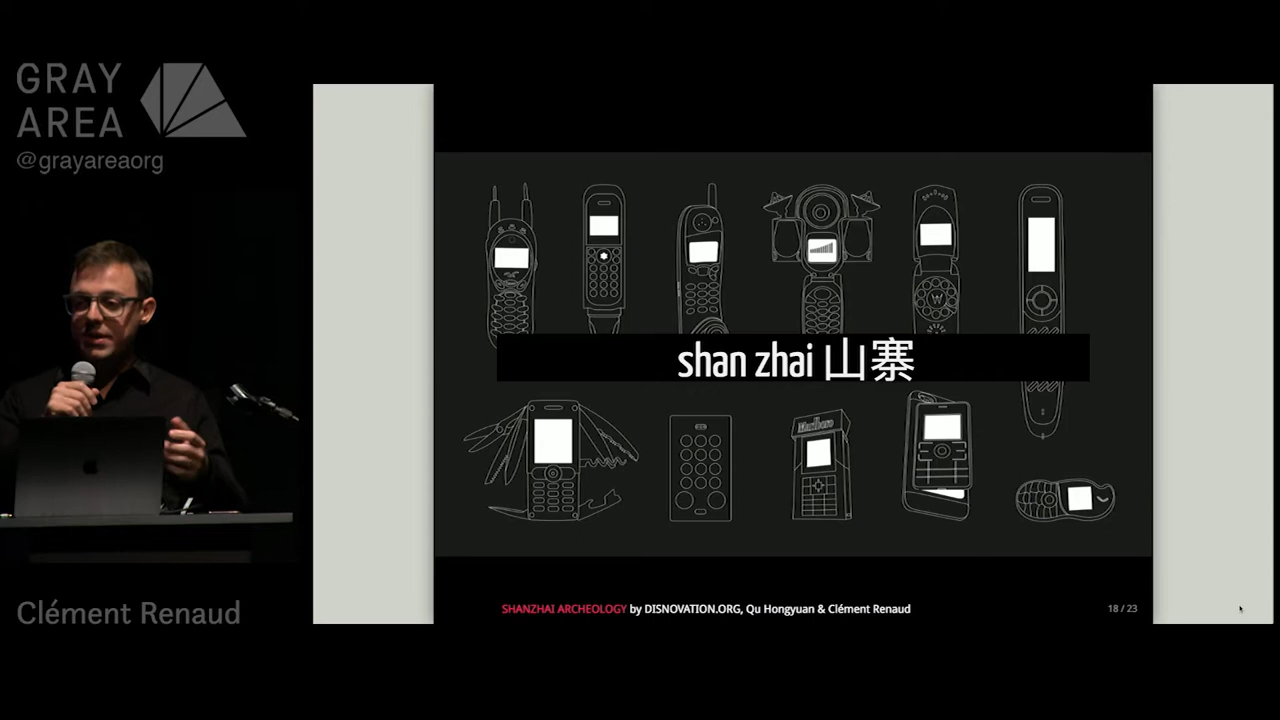 GRAY
AREA
@grayareaorg
shan zhai 山寨
Marlboro
Clément Renaud
SHANZHAI ARCHEOLOGY by DISNOVATION.ORG, Qu Hongyuan & Clément Renaud
18 / 23